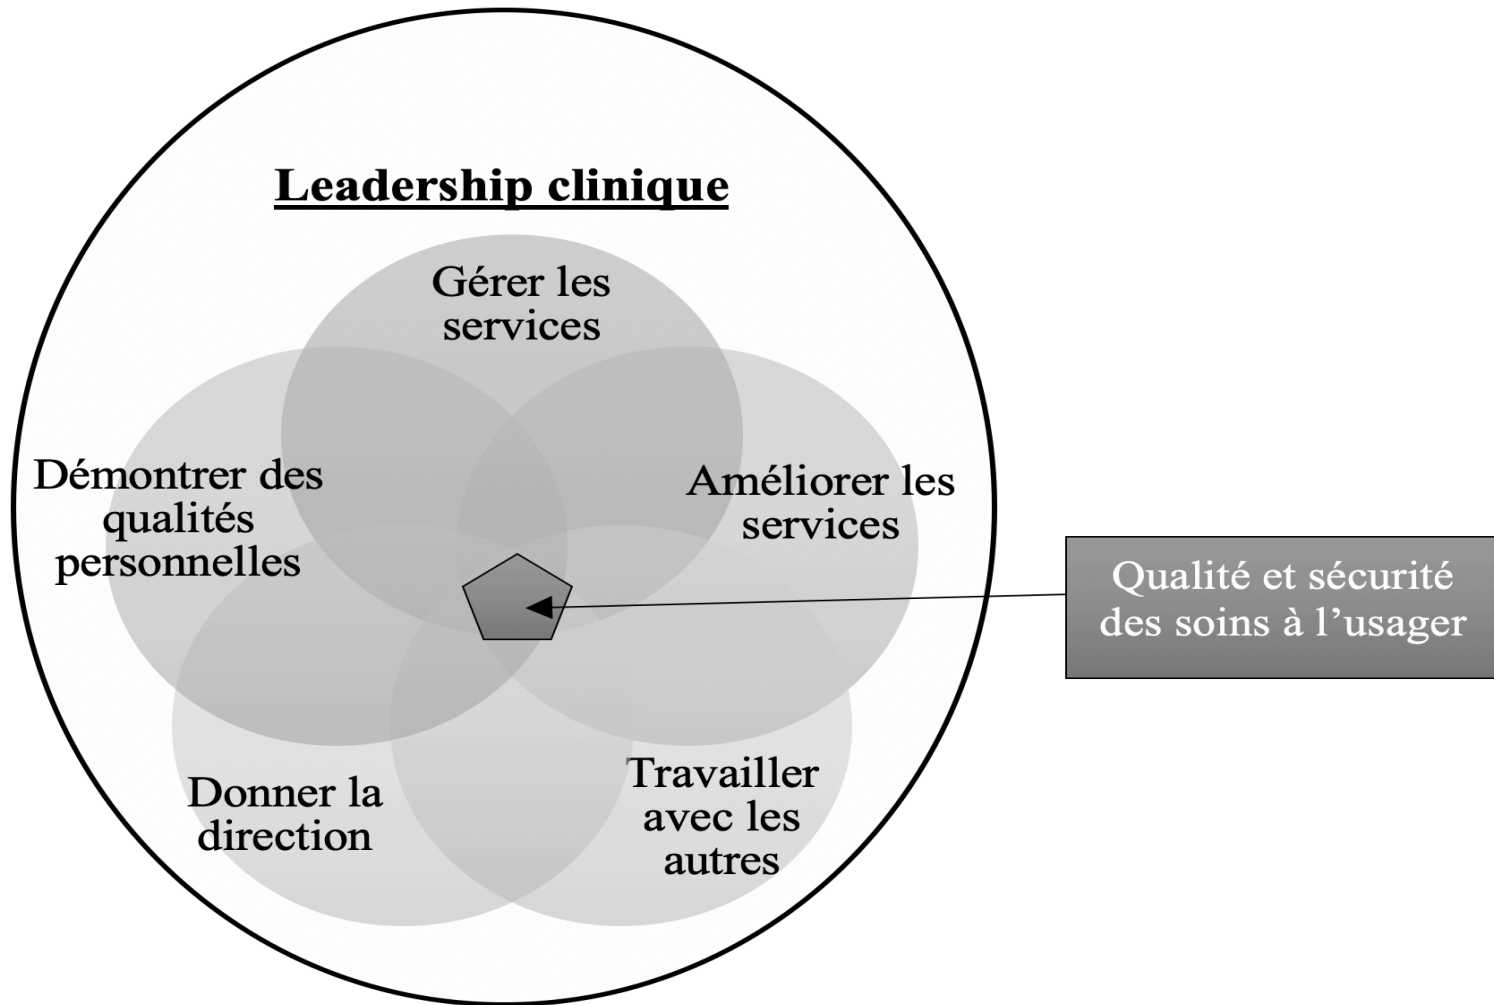 Leadership clinique
Gérer les
services
Démontrer des
qualités
personnelles
Améliorer les
services
Qualité et sécurité
des soins à l’usager
Donner la
direction
Travailler
avec les
autres